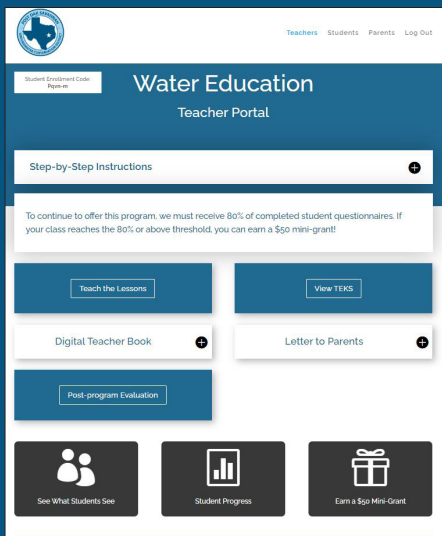 Teachers Students Parents Log Out
Student Enrollment Code:
Pqvn-m
Water Education
Teacher Portal
Step-by-Step Instructions
To continue to offer this program, we must receive 80% of completed student questionnaires. If
your class reaches the 80% or above threshold, you can earn a $50 mini-grant!
Teach the Lessons
View TEKS
Digital Teacher Book
Letter to Parents
Post-program Evaluation
See What Students See
Student Progress
Earn a $50 Mini-Grant